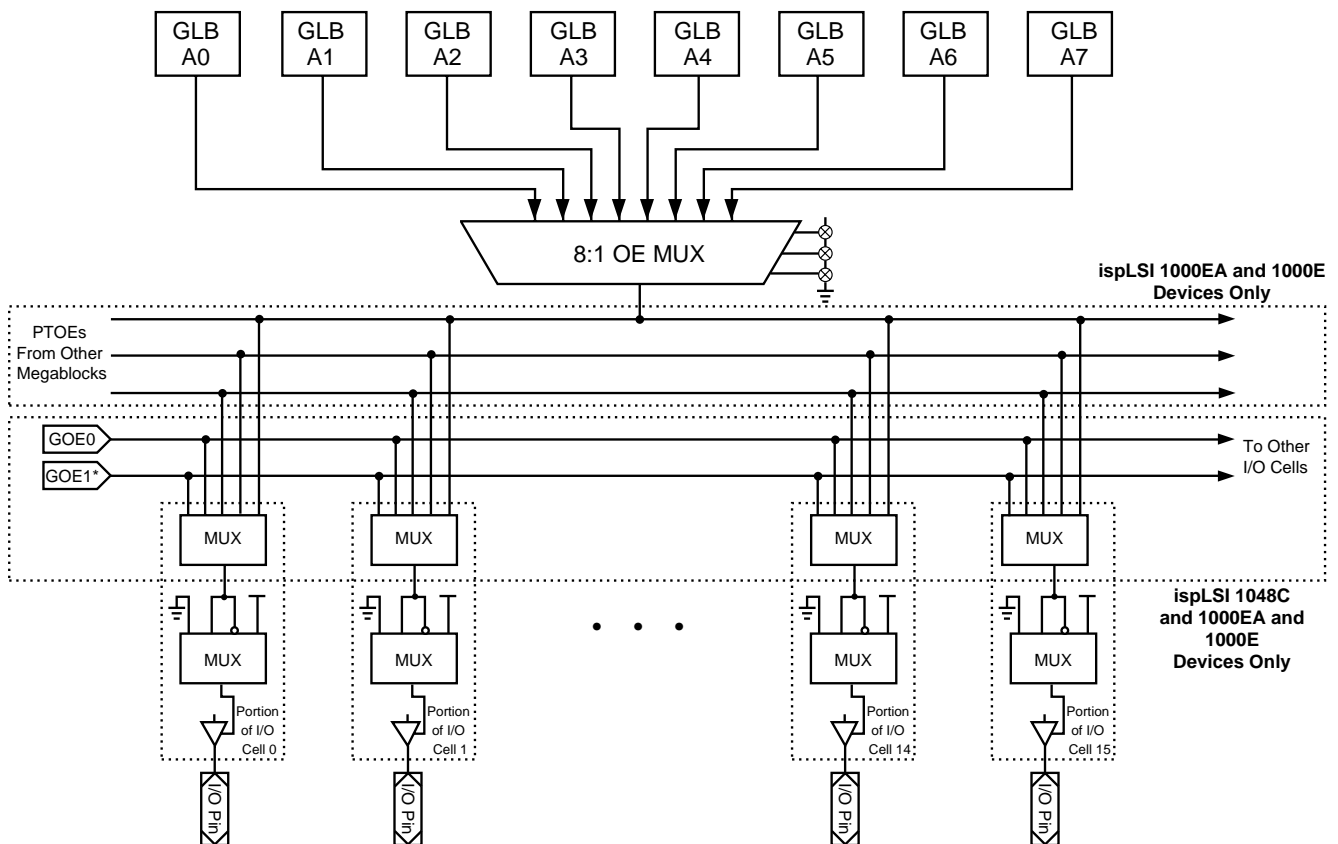 GLB
A0
GLB
A1
GLB
A2
GLB
A3
GLB
A4
GLB
A5
GLB
A6
GLB
A7
8:1 OE MUX
ispLSI 1000EA and 1000E
Devices Only
PTOEs
From Other
Megablocks
GOE0
GOE1*
To Other
I/O Cells
MUX
MUX
MUX
MUX
ispLSI 1048C
and 1000EA and
1000E
Devices Only
MUX
MUX
MUX
MUX
Portion
of I/O
Cell 0
Portion
of I/O
Cell 1
Portion
of I/O
Cell 14
Portion
of I/O
Cell 15
I/O Pin
I/O Pin
I/O Pin
I/O Pin